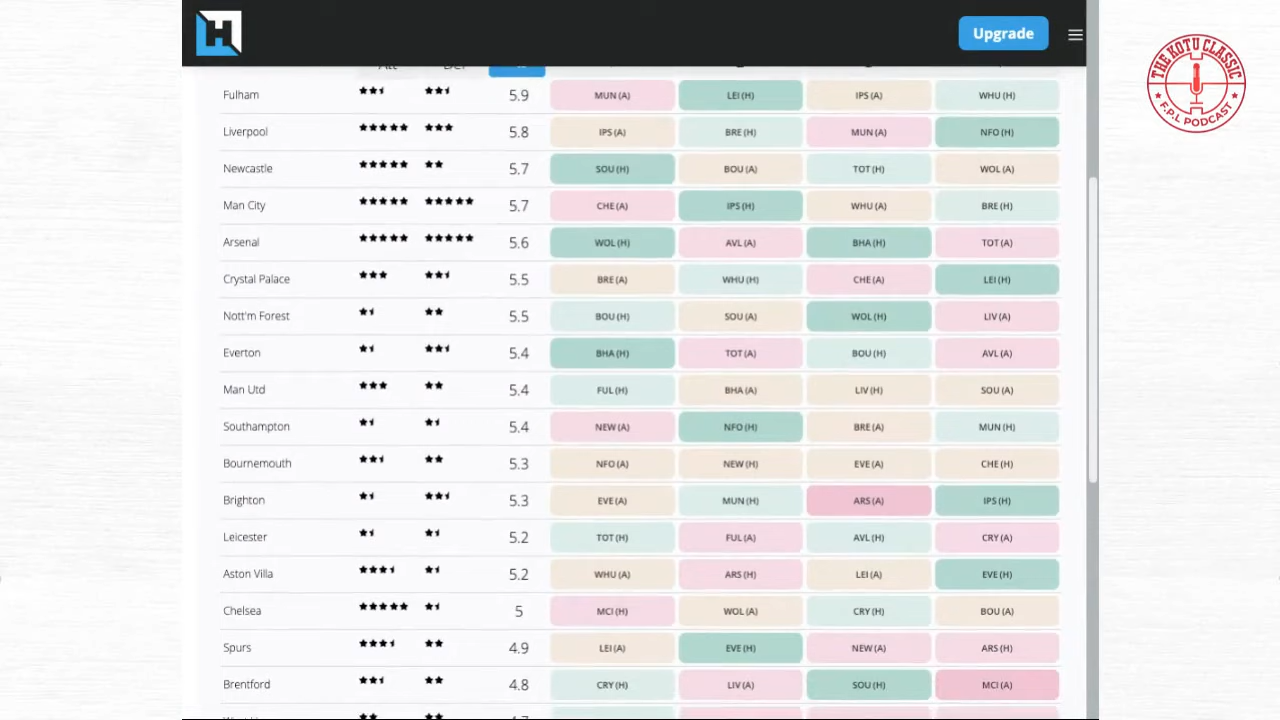 H
Upgrade
THE KOTU CLASSIC
F.P.L PODCAST
Att Def
Fulham 5.9 MUN (A) LEI (H) IPS (A) WHU (H)
Liverpool 5.8 IPS (A) BRE (H) MUN (A) NFO (H)
Newcastle 5.7 SOU (H) BOU (A) TOT (H) WOL (A)
Man City 5.7 CHE (A) IPS (H) WHU (A) BRE (H)
Arsenal 5.6 WOL (H) AVL (A) BHA (H) TOT (A)
Crystal Palace 5.5 BRE (A) WHU (H) CHE (A) LEI (H)
Nott'm Forest 5.5 BOU (H) SOU (A) WOL (H) LIV (A)
Everton 5.4 BHA (H) TOT (A) BOU (H) AVL (A)
Man Utd 5.4 FUL (H) BHA (A) LIV (H) SOU (A)
Southampton 5.4 NEW (A) NFO (H) BRE (A) MUN (H)
Bournemouth 5.3 NFO (A) NEW (H) EVE (A) CHE (H)
Brighton 5.3 EVE (A) MUN (H) ARS (A) IPS (H)
Leicester 5.2 TOT (H) FUL (A) AVL (H) CRY (A)
Aston Villa 5.2 WHU (A) ARS (H) LEI (A) EVE (H)
Chelsea 5 MCI (H) WOL (A) CRY (H) BOU (A)
Spurs 4.9 LEI (A) EVE (H) NEW (A) ARS (H)
Brentford 4.8 CRY (H) LIV (A) SOU (H) MCI (A)